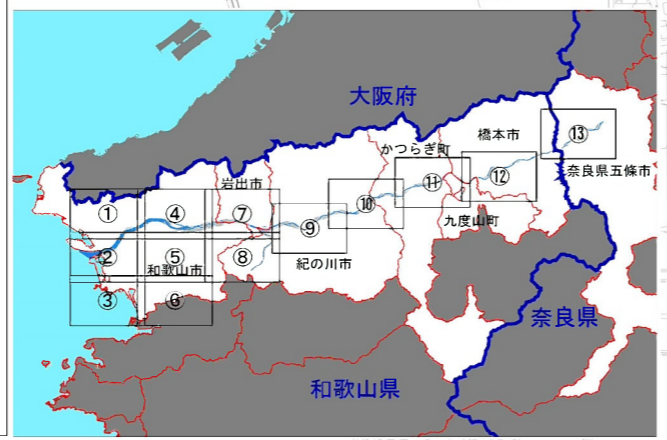 大阪府
橋本市
⑬
かつらぎ町
奈良県五條市
岩出市
⑪
⑫
①
④
⑦
⑩
⑨
九度山町
②
⑤
⑧
和歌山市
紀の川市
③
⑥
奈良県
和歌山県